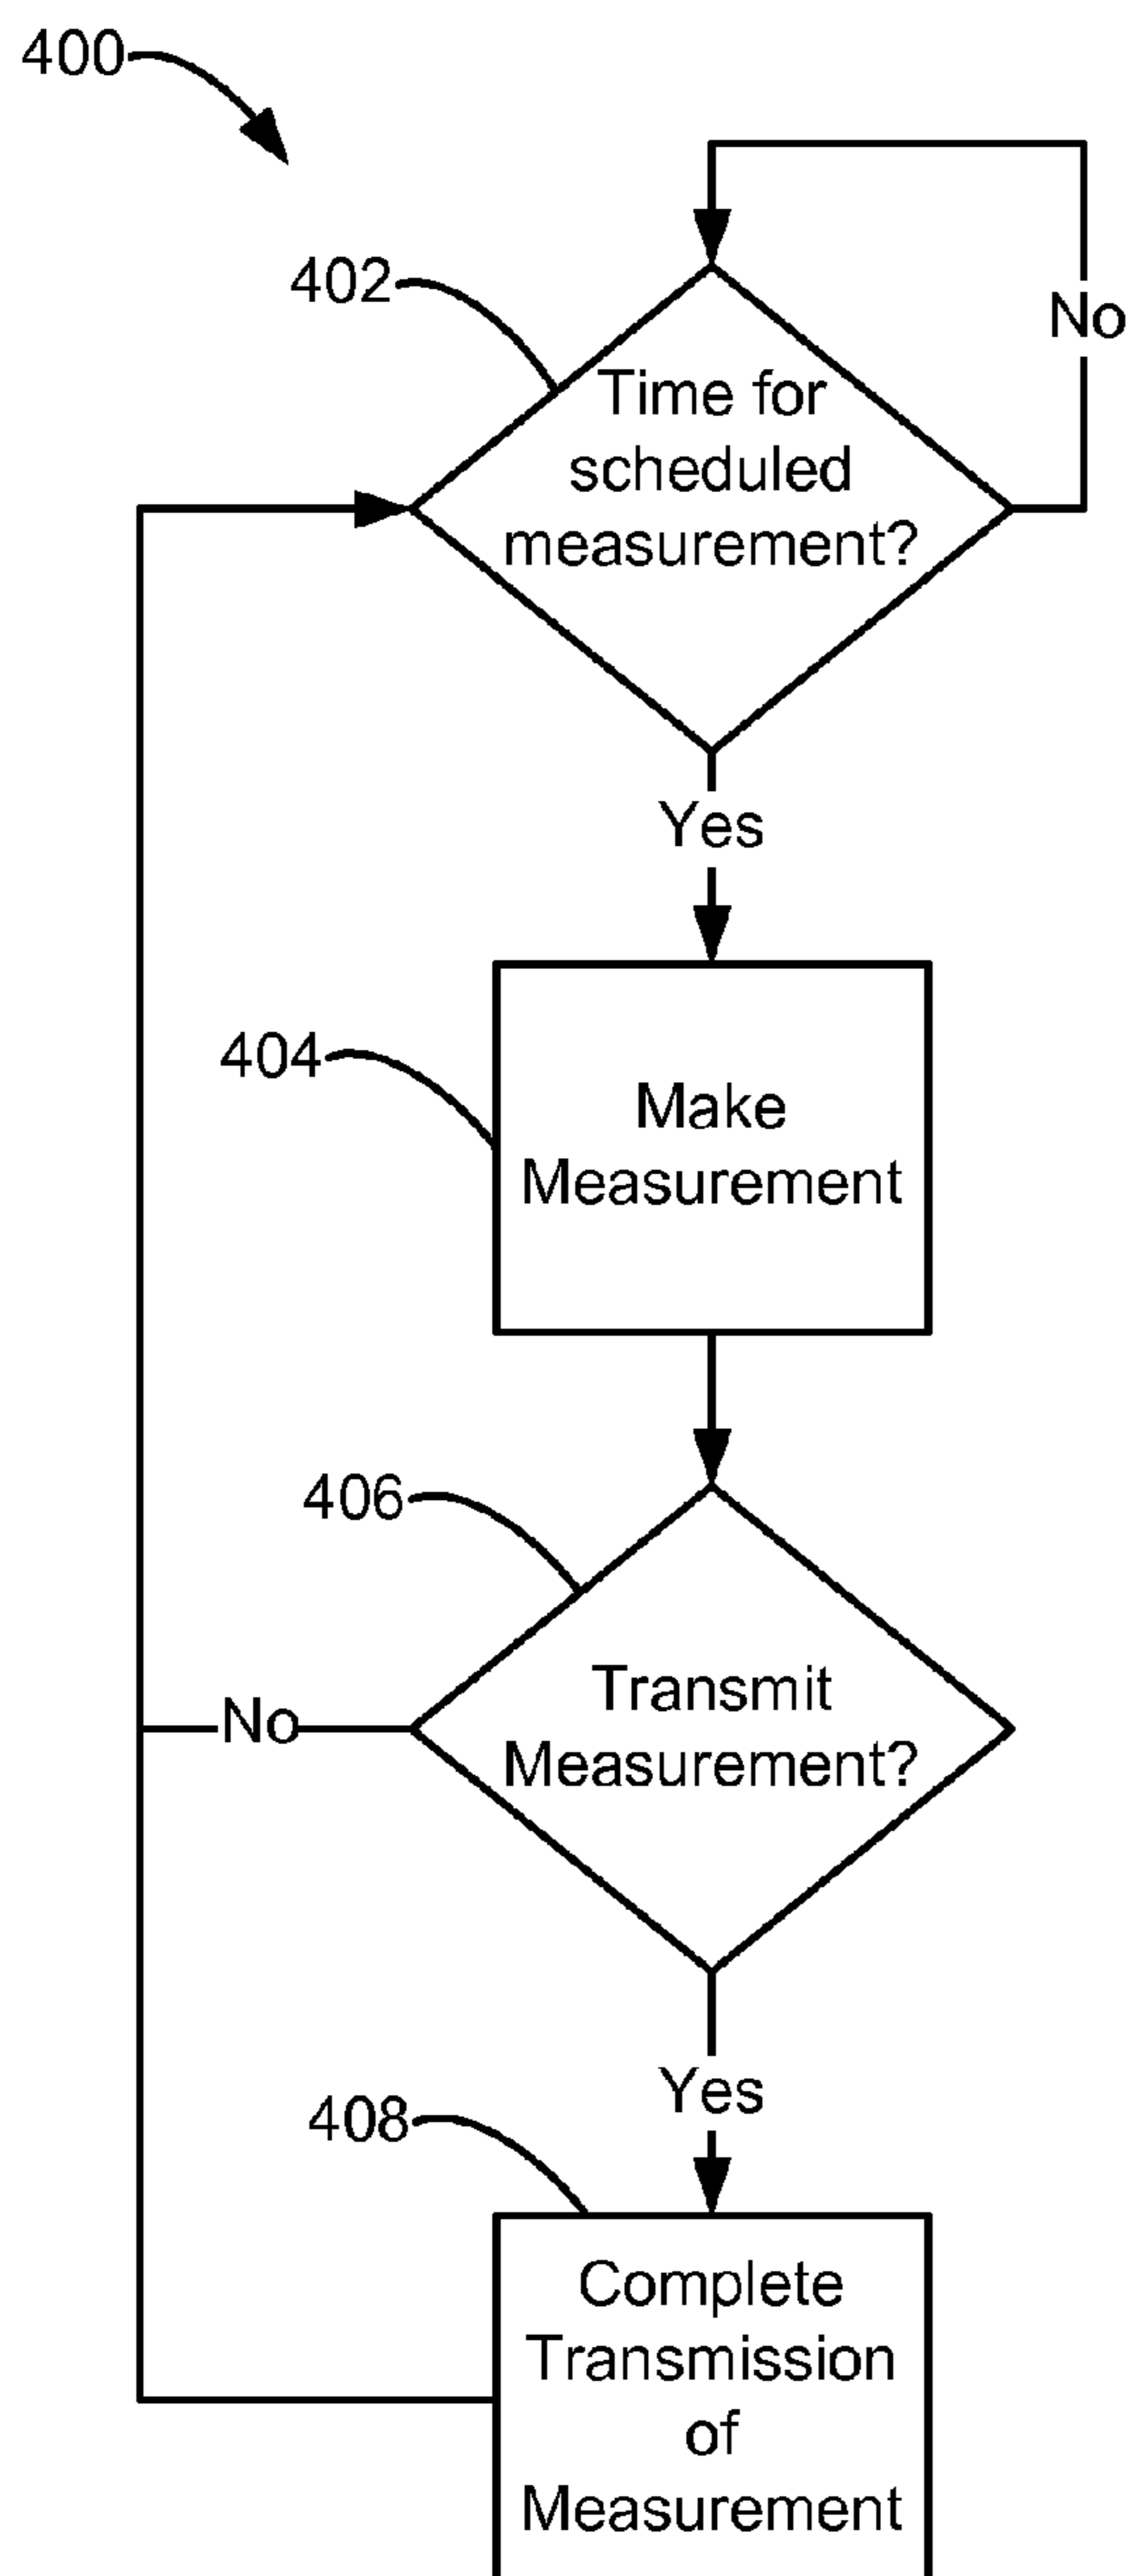 400
402
Time for
scheduled
measurement?
No
Yes
404
Make
Measurement
406
Transmit
Measurement?
No
Yes
408
Complete
Transmission
of
Measurement